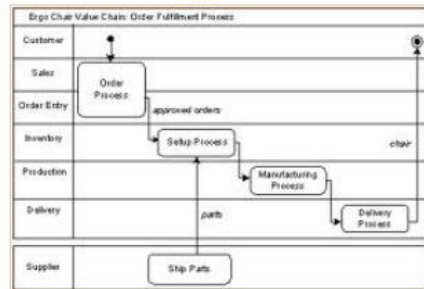 Ergo Chair Value Chain: Order Fulfillment Process
Customer
Sales
Order
Process
Order Entry
approved orders
Inventory
Setup Process
chair
Production
Manufacturing
Process
Delivery
parts
Delivery
Process
Supplier
Ship Parts